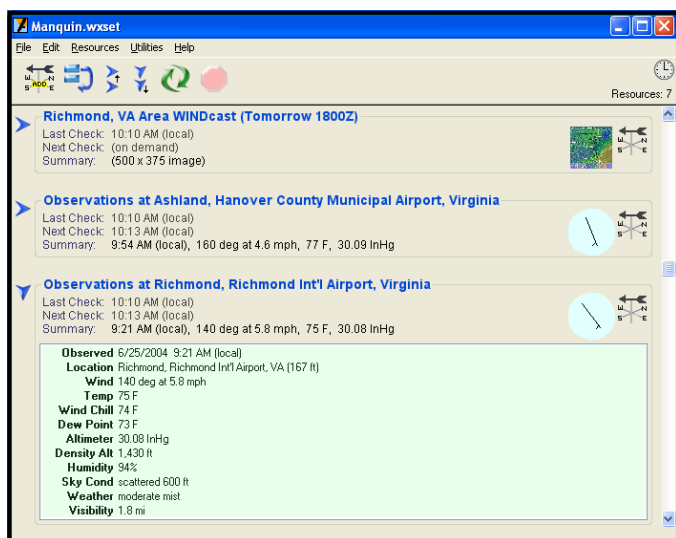 Manquin.wxset
File Edit Resources Utilities Help
ADD
Resources: 7
Richmond, VA Area WINDcast (Tomorrow 1800Z)
Last Check: 10:10 AM (local)
Next Check: (on demand)
Summary: (500 x 375 image)
Observations at Ashland, Hanover County Municipal Airport, Virginia
Last Check: 10:10 AM (local)
Next Check: 10:13 AM (local)
Summary: 9:54 AM (local), 160 deg at 4.6 mph, 77 F, 30.09 InHg
Observations at Richmond, Richmond Int'l Airport, Virginia
Last Check: 10:10 AM (local)
Next Check: 10:13 AM (local)
Summary: 9:21 AM (local), 140 deg at 5.8 mph, 75 F, 30.08 InHg
Observed 6/25/2004 9:21 AM (local)
Location Richmond, Richmond Int'l Airport, VA (167 ft)
Wind 140 deg at 5.8 mph
Temp 75 F
Wind Chill 74 F
Dew Point 73 F
Altimeter 30.08 InHg
Density Alt 1,430 ft
Humidity 94%
Sky Cond scattered 600 ft
Weather moderate mist
Visibility 1.8 mi